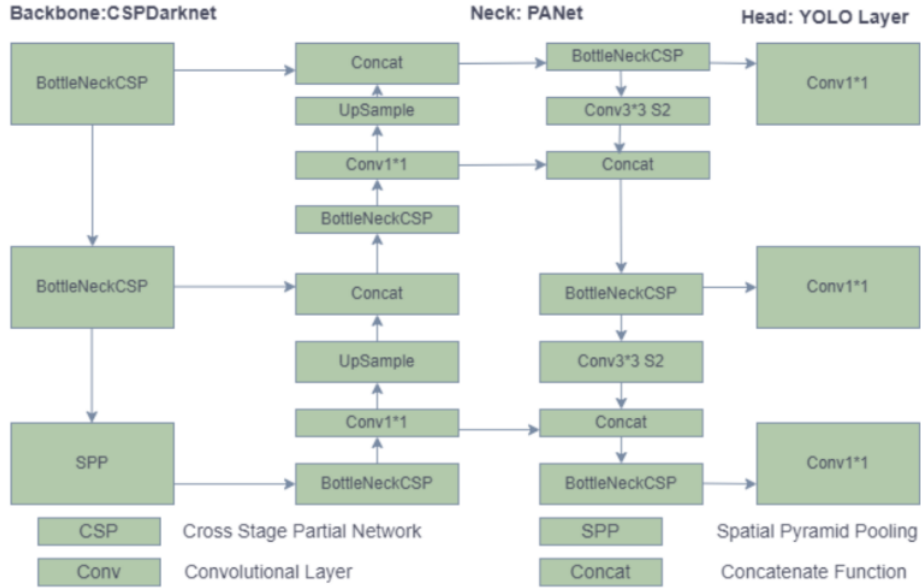 Backbone:CSPDarknet
Neck: PANet
Head: YOLO Layer
BottleNeckCSP
Concat
BottleNeckCSP
Conv1*1
UpSample
Conv3*3 S2
Conv1*1
Concat
BottleNeckCSP
BottleNeckCSP
Concat
BottleNeckCSP
Conv1*1
UpSample
Conv3*3 S2
Conv1*1
Concat
SPP
BottleNeckCSP
BottleNeckCSP
Conv1*1
CSP
Cross Stage Partial Network
SPP
Spatial Pyramid Pooling
Conv
Convolutional Layer
Concat
Concatenate Function